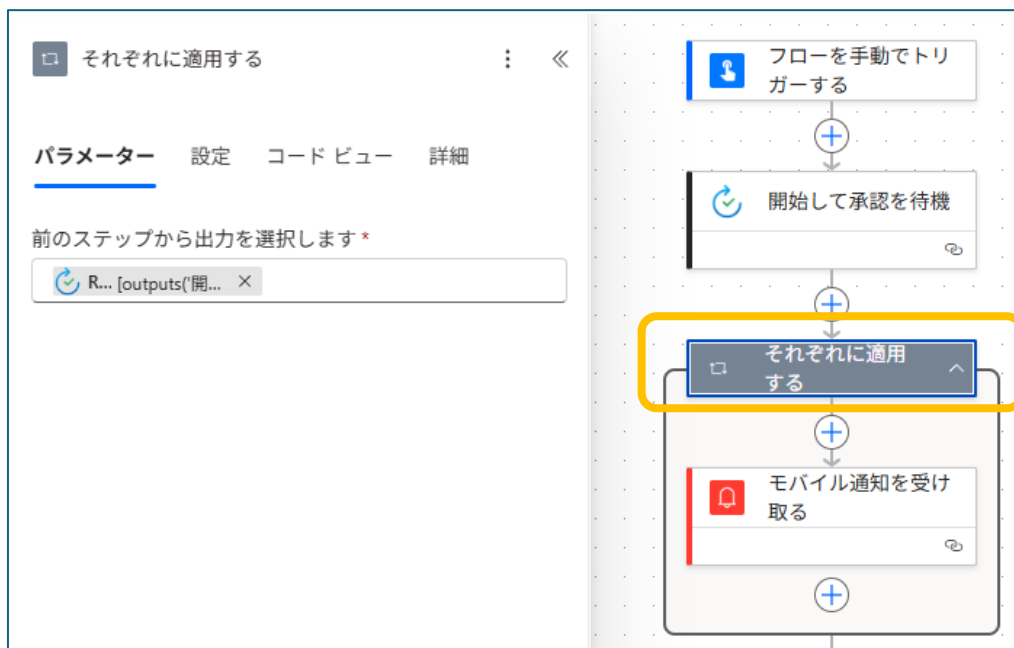 それぞれに適用する
パラメーター 設定 コード ビュー 詳細
前のステップから出力を選択します *
R... [outputs('開...
フローを手動でトリ
ガーする
開始して承認を待機
それぞれに適用
する
モバイル通知を受け
取る